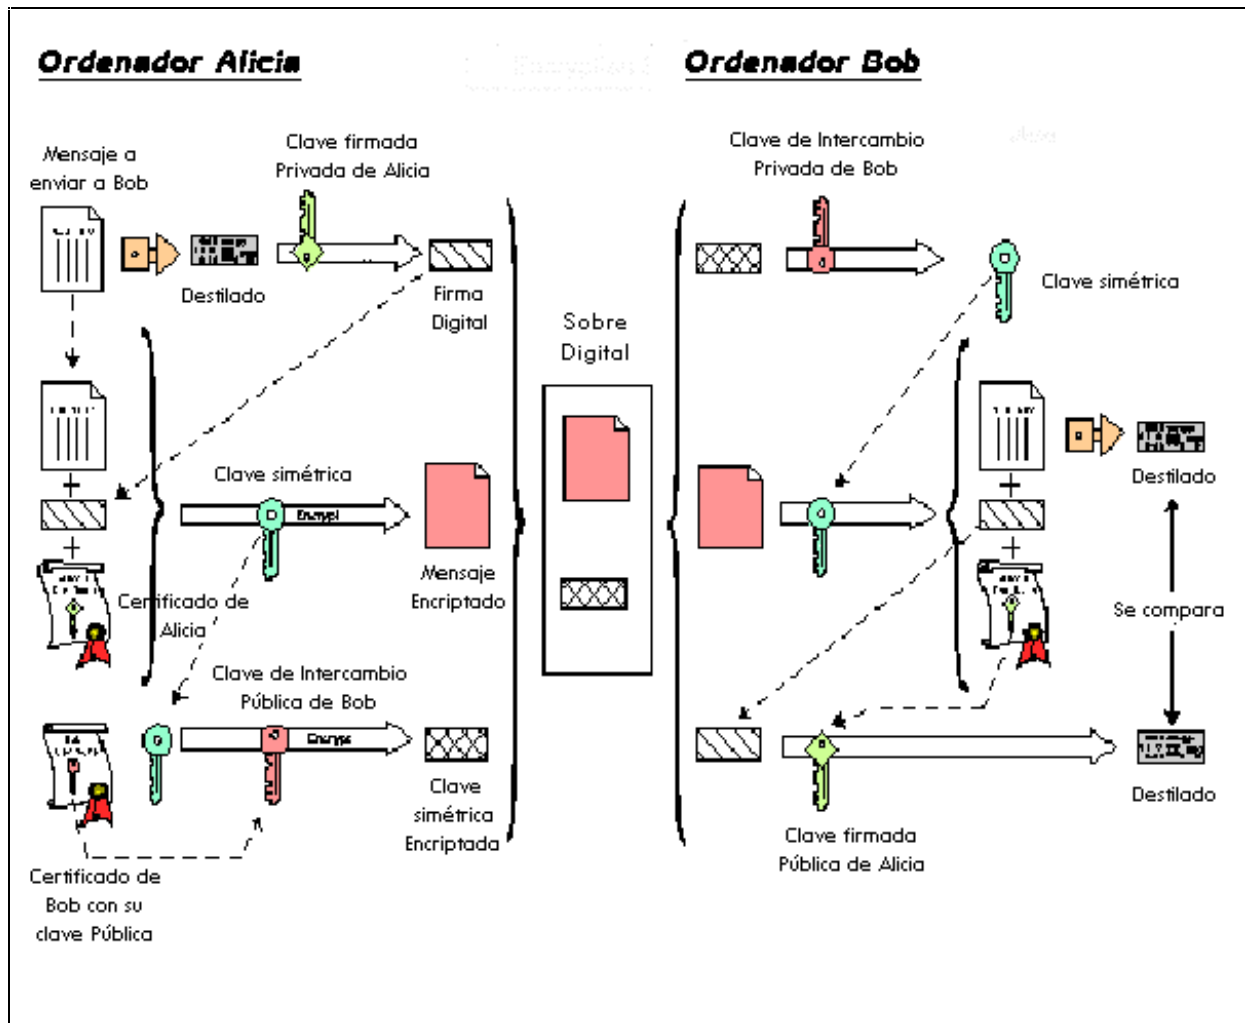 Ordenador Alicia
Ordenador Bob
Mensaje a
enviar a Bob
Clave firmada
Privada de Alicia
Destilado
Firma
Digital
Clave simétrica
Encrypt
Mensaje
Encriptado
Certificado de
Alicia
Clave de Intercambio
Pública de Bob
Encrypt
Clave
simétrica
Encriptada
Certificado de
Bob con su
clave Pública
Sobre
Digital
Clave de Intercambio
Privada de Bob
Clave simétrica
Destilado
Se compara
Destilado
Clave firmada
Pública de Alicia